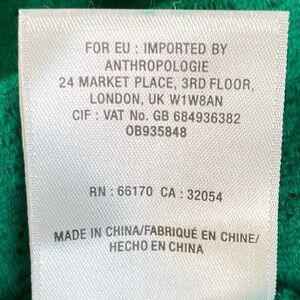 FOR EU : IMPORTED BY
ANTHROPOLOGIE
24 MARKET PLACE, 3RD FLOOR,
LONDON, UK W1W8AN
CIF : VAT No. GB 684936382
OB935848
RN : 66170 CA : 32054
MADE IN CHINA/FABRIQUÉ EN CHINE/
HECHO EN CHINA